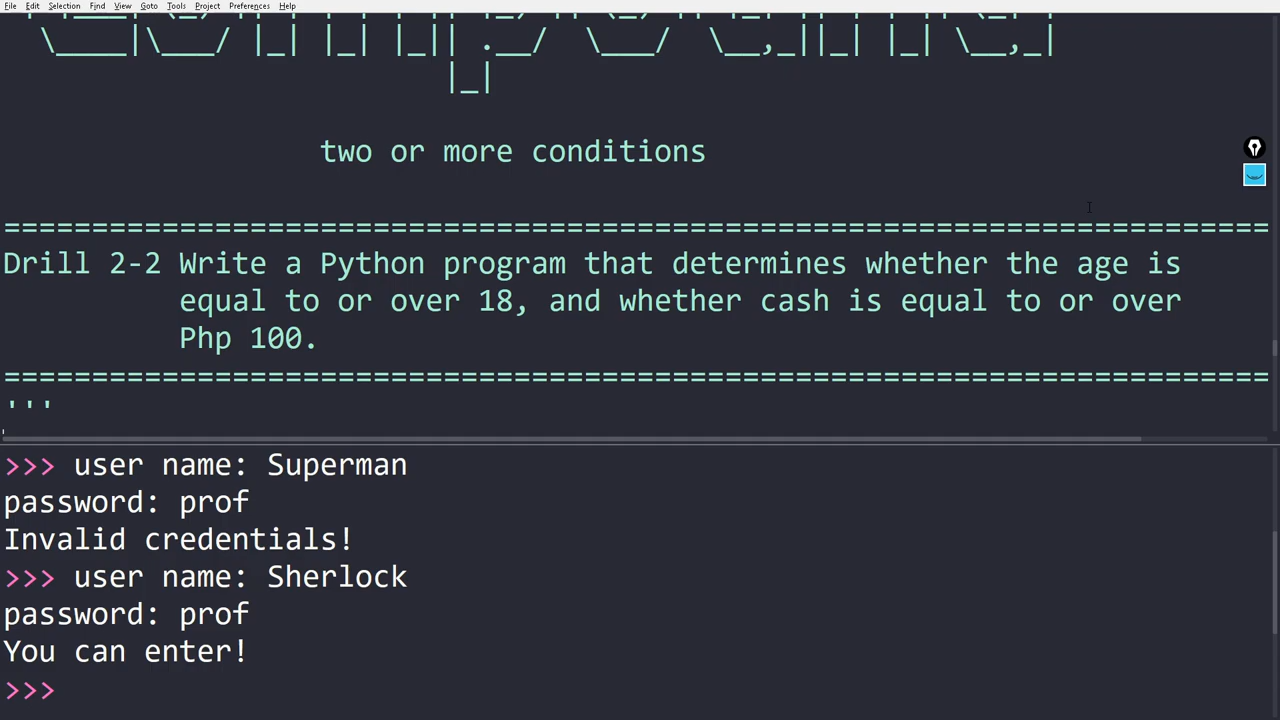 File Edit Selection Find View Goto Tools Project Preferences Help
two or more conditions
================================================================================
Drill 2-2 Write a Python program that determines whether the age is
equal to or over 18, and whether cash is equal to or over
Php 100.
================================================================================
'''
>>> user name: Superman
password: prof
Invalid credentials!
>>> user name: Sherlock
password: prof
You can enter!
>>>